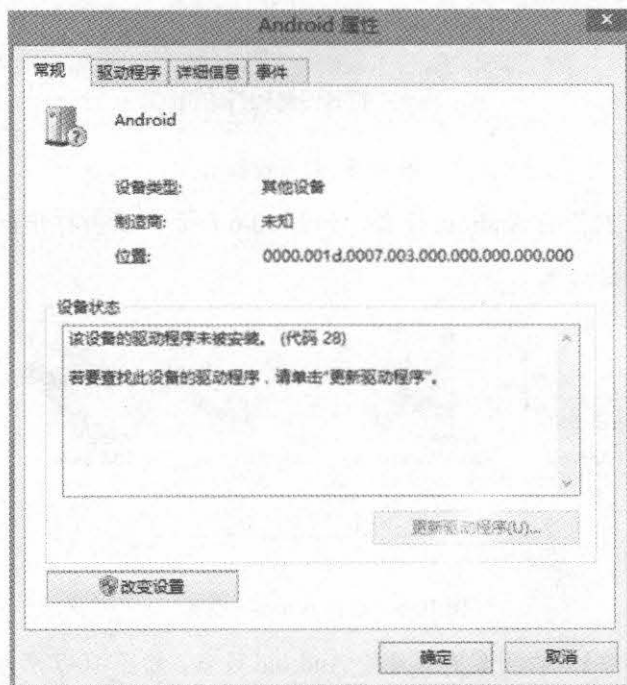 Android 属性
×
常规 驱动程序 详细信息 事件
Android
设备类型: 其他设备
制造商: 未知
位置: 0000.001d.0007.003.000.000.000.000.000
设备状态
该设备的驱动程序未被安装。 (代码 28)
若要查找此设备的驱动程序，请单击"更新驱动程序"。
更新驱动程序(U)...
改变设置
确定 取消